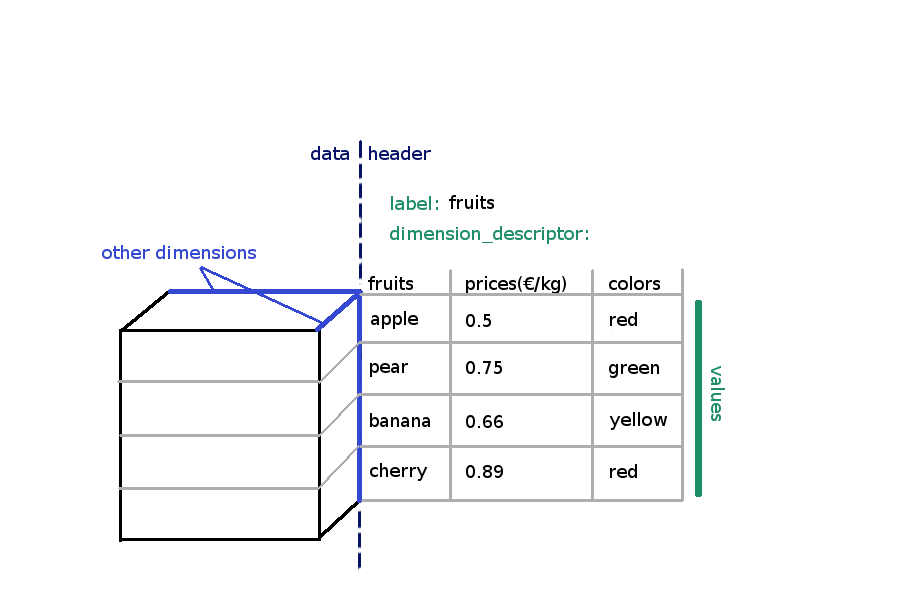 data header
label: fruits
dimension_descriptor:
other dimensions
fruits prices(€/kg) colors
apple 0.5 red
pear 0.75 green
banana 0.66 yellow
cherry 0.89 red
values